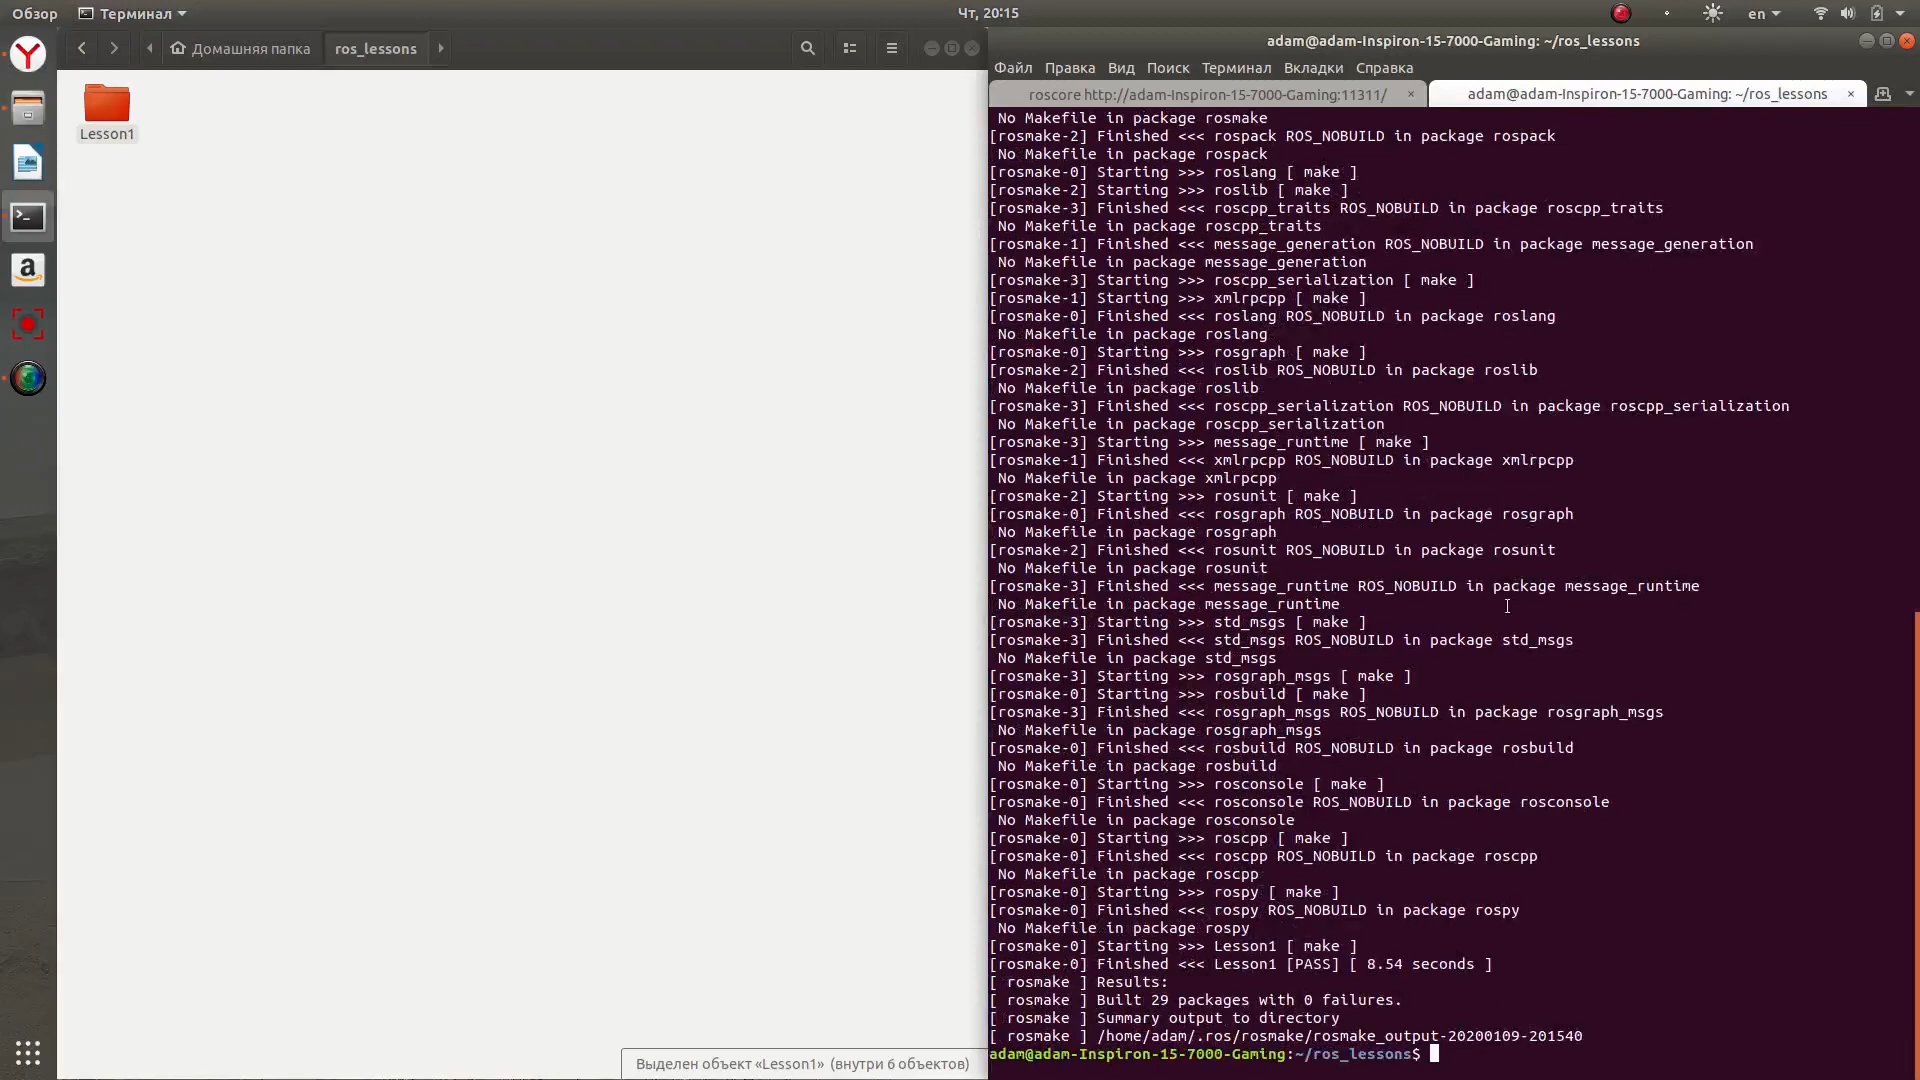 Обзор
Терминал
Чт, 20:15
en
Домашняя папка
ros_lessons
Lesson1
Выделен объект «Lesson1» (внутри 6 объектов)
adam@adam-Inspiron-15-7000-Gaming: ~/ros_lessons
Файл Правка Вид Поиск Терминал Вкладки Справка
roscore http://adam-Inspiron-15-7000-Gaming:11311/
adam@adam-Inspiron-15-7000-Gaming: ~/ros_lessons
No Makefile in package rosmake
[rosmake-2] Finished <<< rospack ROS_NOBUILD in package rospack
No Makefile in package rospack
[rosmake-0] Starting >>> roslang [ make ]
[rosmake-2] Starting >>> roslib [ make ]
[rosmake-3] Finished <<< roscpp_traits ROS_NOBUILD in package roscpp_traits
No Makefile in package roscpp_traits
[rosmake-1] Finished <<< message_generation ROS_NOBUILD in package message_generation
No Makefile in package message_generation
[rosmake-3] Starting >>> roscpp_serialization [ make ]
[rosmake-1] Starting >>> xmlrpcpp [ make ]
[rosmake-0] Finished <<< roslang ROS_NOBUILD in package roslang
No Makefile in package roslang
[rosmake-0] Starting >>> rosgraph [ make ]
[rosmake-2] Finished <<< roslib ROS_NOBUILD in package roslib
No Makefile in package roslib
[rosmake-3] Finished <<< roscpp_serialization ROS_NOBUILD in package roscpp_serialization
No Makefile in package roscpp_serialization
[rosmake-3] Starting >>> message_runtime [ make ]
[rosmake-1] Finished <<< xmlrpcpp ROS_NOBUILD in package xmlrpcpp
No Makefile in package xmlrpcpp
[rosmake-2] Starting >>> rosunit [ make ]
[rosmake-0] Finished <<< rosgraph ROS_NOBUILD in package rosgraph
No Makefile in package rosgraph
[rosmake-2] Finished <<< rosunit ROS_NOBUILD in package rosunit
No Makefile in package rosunit
[rosmake-3] Finished <<< message_runtime ROS_NOBUILD in package message_runtime
No Makefile in package message_runtime
[rosmake-3] Starting >>> std_msgs [ make ]
[rosmake-3] Finished <<< std_msgs ROS_NOBUILD in package std_msgs
No Makefile in package std_msgs
[rosmake-3] Starting >>> rosgraph_msgs [ make ]
[rosmake-0] Starting >>> rosbuild [ make ]
[rosmake-3] Finished <<< rosgraph_msgs ROS_NOBUILD in package rosgraph_msgs
No Makefile in package rosgraph_msgs
[rosmake-0] Finished <<< rosbuild ROS_NOBUILD in package rosbuild
No Makefile in package rosbuild
[rosmake-0] Starting >>> rosconsole [ make ]
[rosmake-0] Finished <<< rosconsole ROS_NOBUILD in package rosconsole
No Makefile in package rosconsole
[rosmake-0] Starting >>> roscpp [ make ]
[rosmake-0] Finished <<< roscpp ROS_NOBUILD in package roscpp
No Makefile in package roscpp
[rosmake-0] Starting >>> rospy [ make ]
[rosmake-0] Finished <<< rospy ROS_NOBUILD in package rospy
No Makefile in package rospy
[rosmake-0] Starting >>> Lesson1 [ make ]
[rosmake-0] Finished <<< Lesson1 [PASS] [ 8.54 seconds ]
[ rosmake ] Results:
[ rosmake ] Built 29 packages with 0 failures.
[ rosmake ] Summary output to directory
[ rosmake ] /home/adam/.ros/rosmake/rosmake_output-20200109-201540
adam@adam-Inspiron-15-7000-Gaming:~/ros_lessons$